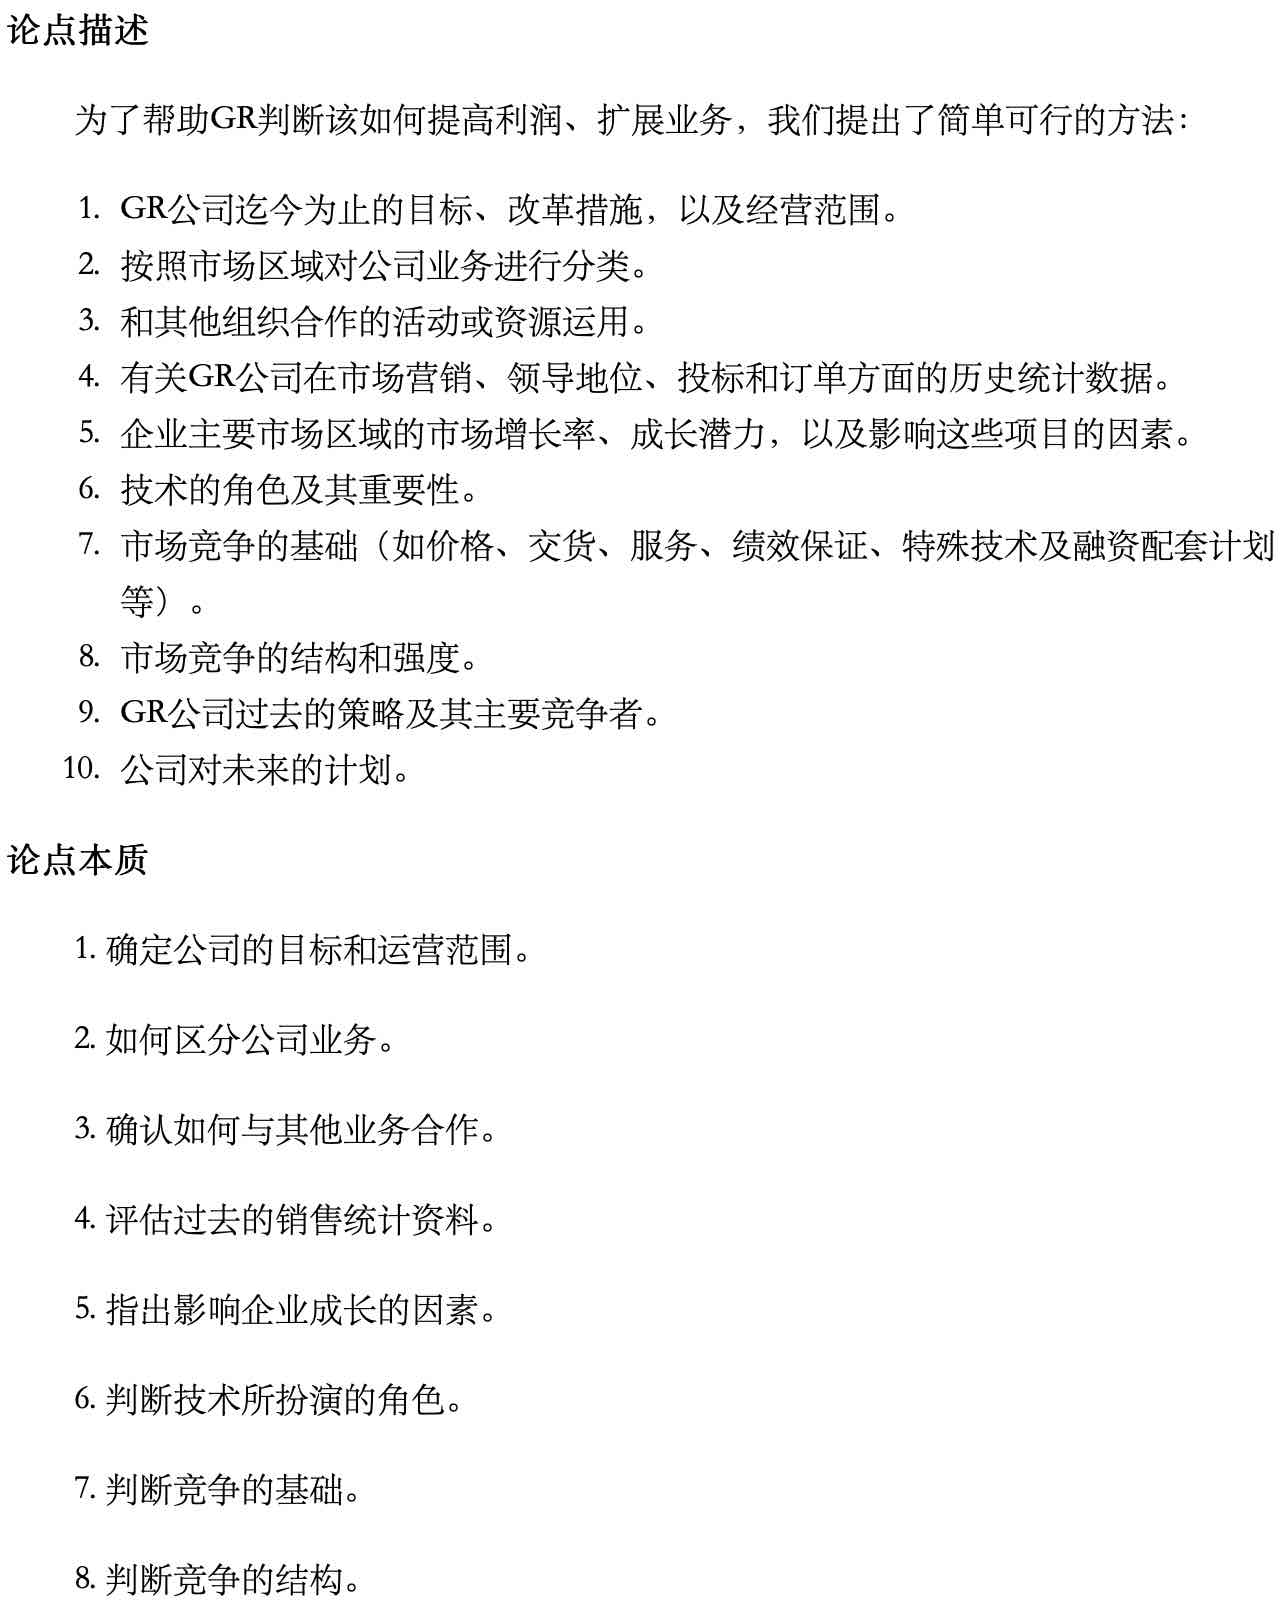 论点描述
为了帮助GR判断该如何提高利润、扩展业务，我们提出了简单可行的方法：
1. GR公司迄今为止的目标、改革措施，以及经营范围。
2. 按照市场区域对公司业务进行分类。
3. 和其他组织合作的活动或资源运用。
4. 有关GR公司在市场营销、领导地位、投标和订单方面的历史统计数据。
5. 企业主要市场区域的市场增长率、成长潜力，以及影响这些项目的因素。
6. 技术的角色及其重要性。
7. 市场竞争的基础（如价格、交货、服务、绩效保证、特殊技术及融资配套计划
等）。
8. 市场竞争的结构和强度。
9. GR公司过去的策略及其主要竞争者。
10. 公司对未来的计划。
论点本质
1. 确定公司的目标和运营范围。
2. 如何区分公司业务。
3. 确认如何与其他业务合作。
4. 评估过去的销售统计资料。
5. 指出影响企业成长的因素。
6. 判断技术所扮演的角色。
7. 判断竞争的基础。
8. 判断竞争的结构。